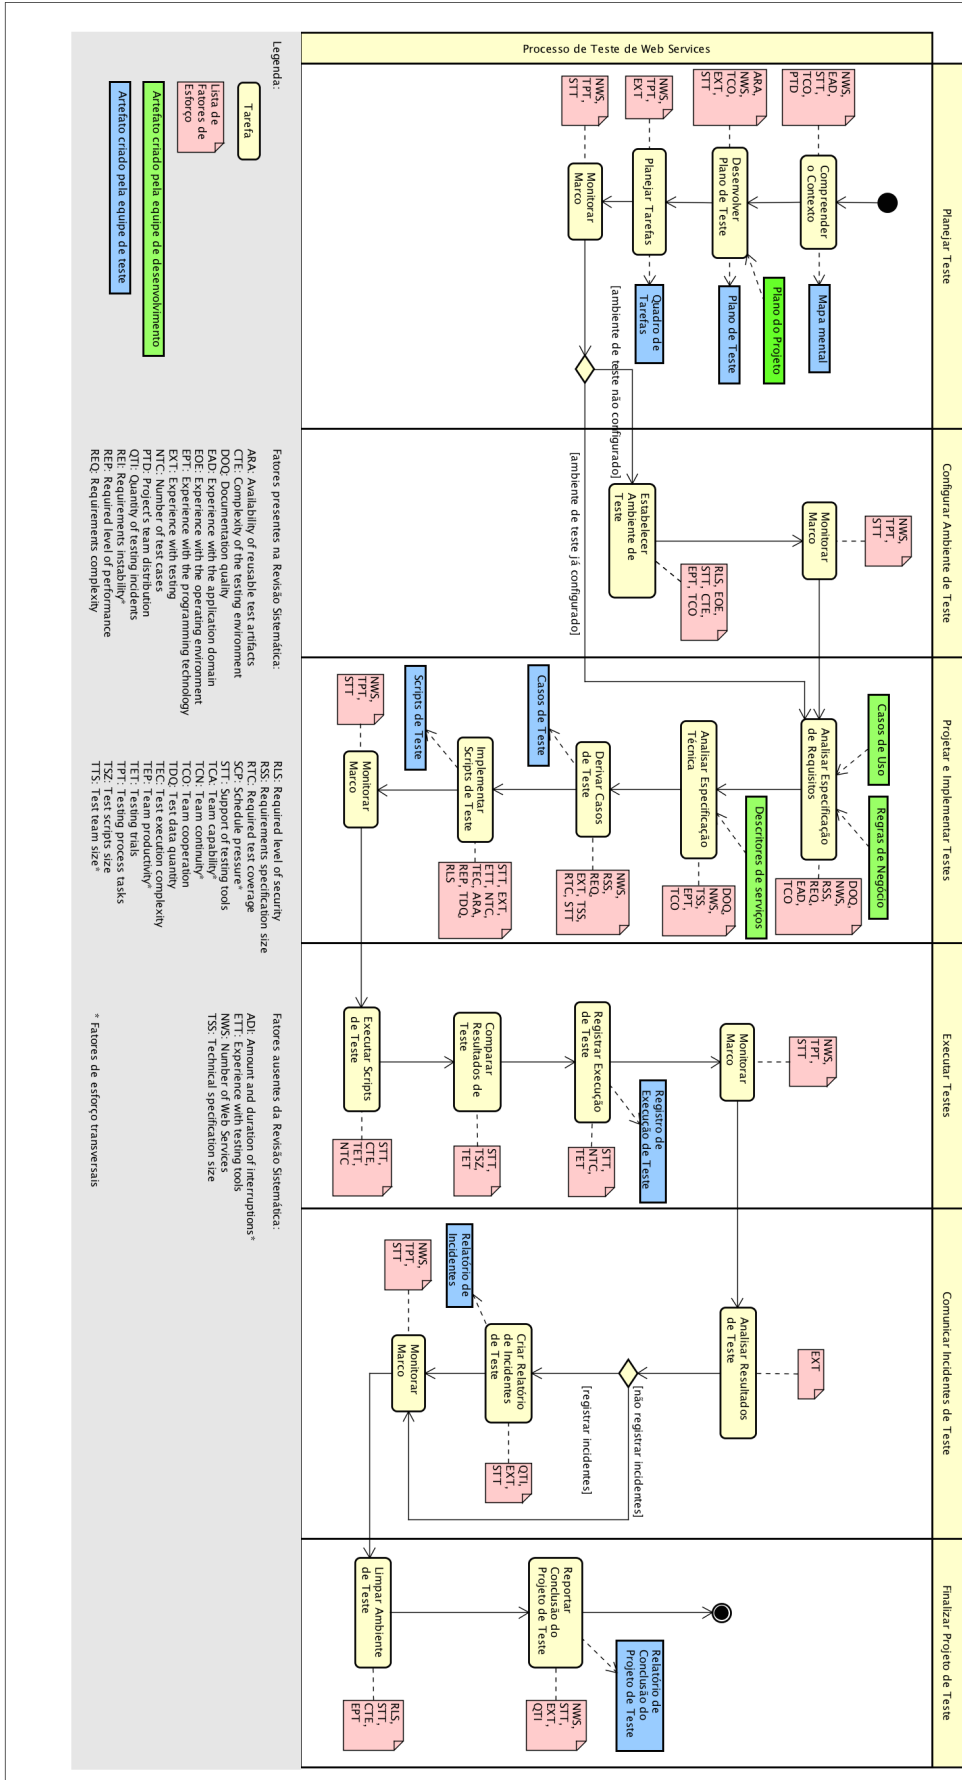 Processo de Teste de Web Services
Planejar Teste
Configurar Ambiente de Teste
Projetar e Implementar Testes
Executar Testes
Comunicar Incidentes de Teste
Finalizar Projeto de Teste
NWS,
EAD,
STT,
TCO,
PTD
Compreender
o Contexto
Mapa mental
ARA,
NWS,
TCO,
EXT,
STT
Desenvolver
Plano de Teste
Plano do Projeto
Plano de Teste
NWS,
TPT,
EXT
Planejar Tarefas
Quadro de
Tarefas
NWS,
TPT,
STT
Monitorar
Marco
[ambiente de teste não configurado]
[ambiente de teste já configurado]
NWS,
TPT,
STT
Monitorar
Marco
Estabelecer
Ambiente de
Teste
RLS, EOE,
STT, CTE,
EPT, TCO
Casos de Uso
Regras de Negócio
Analisar Especificação
de Requisitos
DOQ,
NWS,
RSS,
REQ,
EAD,
TCO
Descritores de serviços
Analisar Especificação
Técnica
DOQ,
NWS,
TSS,
EPT,
TCO
Casos de Teste
Derivar Casos
de Teste
NWS,
RSS,
REQ,
EXT, TSS,
RTC, STT
Scripts de Teste
Implementar
Scripts de Teste
STT, EXT,
ETT, NTC,
TEC, ARA,
REP, TDQ,
RLS
NWS,
TPT,
STT
Monitorar
Marco
NWS,
TPT,
STT
Monitorar
Marco
Registro de
Execução de Teste
Registrar Execução
de Teste
STT,
NTC,
TET
Comparar
Resultados de
Teste
STT,
TSZ,
TET
Executar Scripts
de Teste
STT,
CTE,
TET,
NTC
EXT
Analisar Resultados
de Teste
[não registrar incidentes]
[registrar incidentes]
Relatório de
Incidentes
Criar Relatório
de Incidentes
de Teste
QTI,
EXT,
STT
NWS,
TPT,
STT
Monitorar
Marco
Relatório de
Conclusão do
Projeto de Teste
Reportar
Conclusão do
Projeto de Teste
NWS,
STT,
EXT,
QTI
Limpar Ambiente
de Teste
RLS,
STT,
CTE,
EPT
Legenda:
Tarefa
Lista de
Fatores de
Esforço
Artefato criado pela equipe de desenvolvimento
Artefato criado pela equipe de teste
Fatores presentes na Revisão Sistemática:
ARA: Availability of reusable test artifacts
CTE: Complexity of the testing environment
DOQ: Documentation quality
EAD: Experience with the application domain
EOE: Experience with the operating environment
EPT: Experience with the programming technology
EXT: Experience with testing
NTC: Number of test cases
PTD: Project's team distribution
QTI: Quantity of testing incidents
REI: Requirements instability*
REP: Required level of performance
REQ: Requirements complexity
RLS: Required level of security
RSS: Requirements specification size
RTC: Required test coverage
SCP: Schedule pressure*
STT: Support of testing tools
TCA: Team capability*
TCN: Team continuity*
TCO: Team cooperation
TDQ: Test data quantity
TEC: Test execution complexity
TEP: Team productivity*
TET: Testing trials
TPT: Testing process tasks
TSZ: Test scripts size
TTS: Test team size*
Fatores ausentes da Revisão Sistemática:
ADI: Amount and duration of interruptions*
ETT: Experience with testing tools
NWS: Number of Web Services
TSS: Technical specification size
* Fatores de esforço transversais